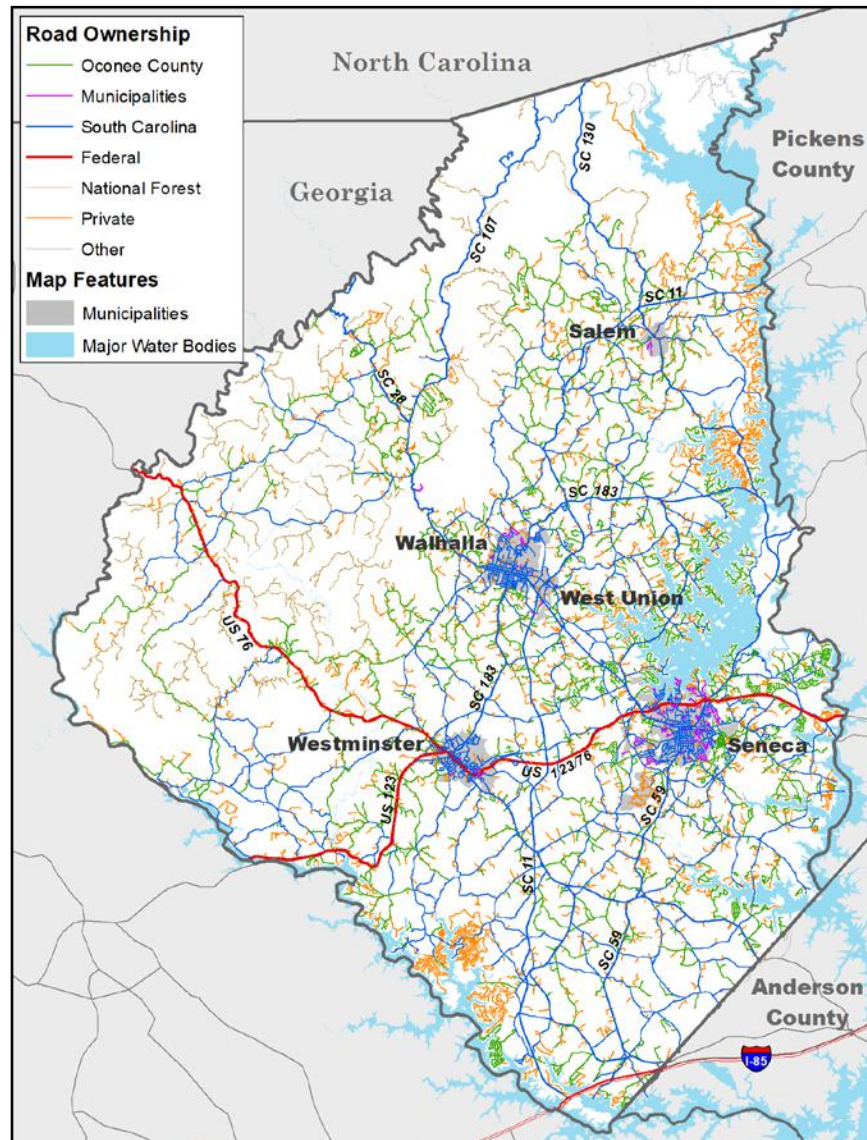 Road Ownership
Oconee County
Municipalities
South Carolina
Federal
National Forest
Private
Other
Map Features
Municipalities
Major Water Bodies
North Carolina
Georgia
Pickens
County
SC 130
SC 107
SC 11
Salem
SC 28
SC 183
Walhalla
West Union
US 76
SC 183
Westminster
Seneca
US 123/76
US 123
SC 59
SC 11
SC 59
Anderson
County
I-85